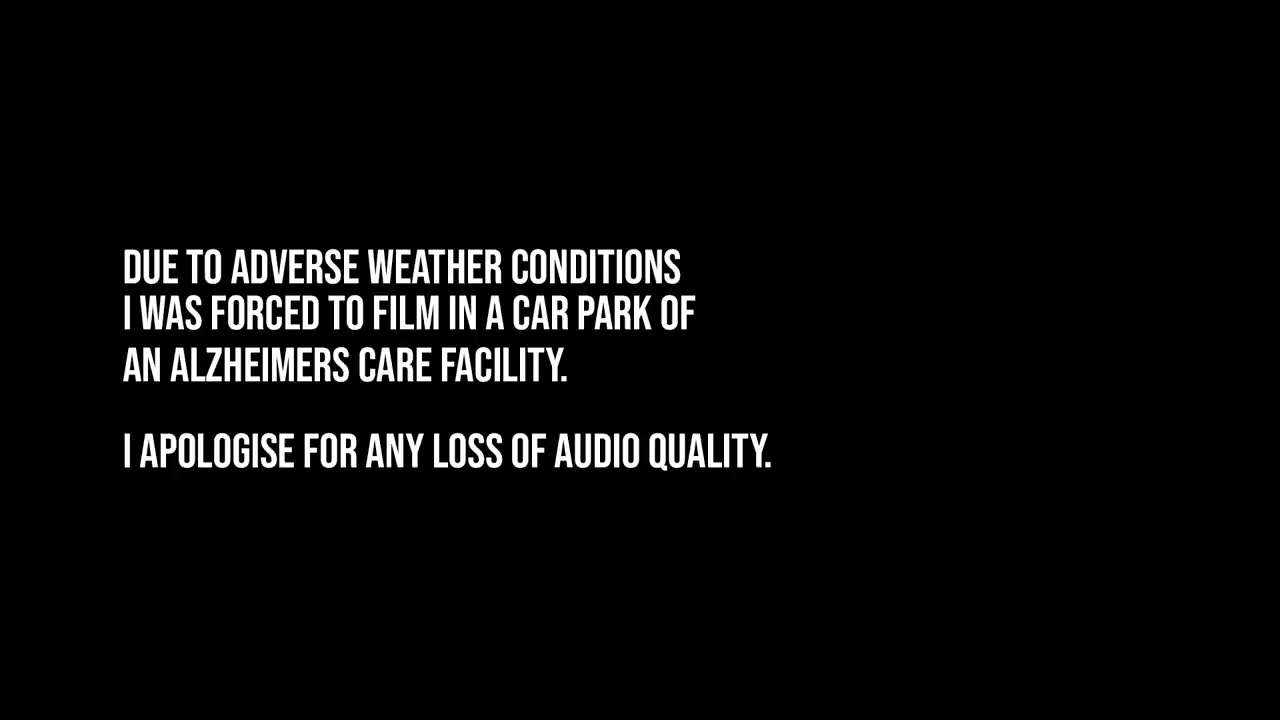 DUE TO ADVERSE WEATHER CONDITIONS
I WAS FORCED TO FILM IN A CAR PARK OF
AN ALZHEIMERS CARE FACILITY.
I APOLOGISE FOR ANY LOSS OF AUDIO QUALITY.